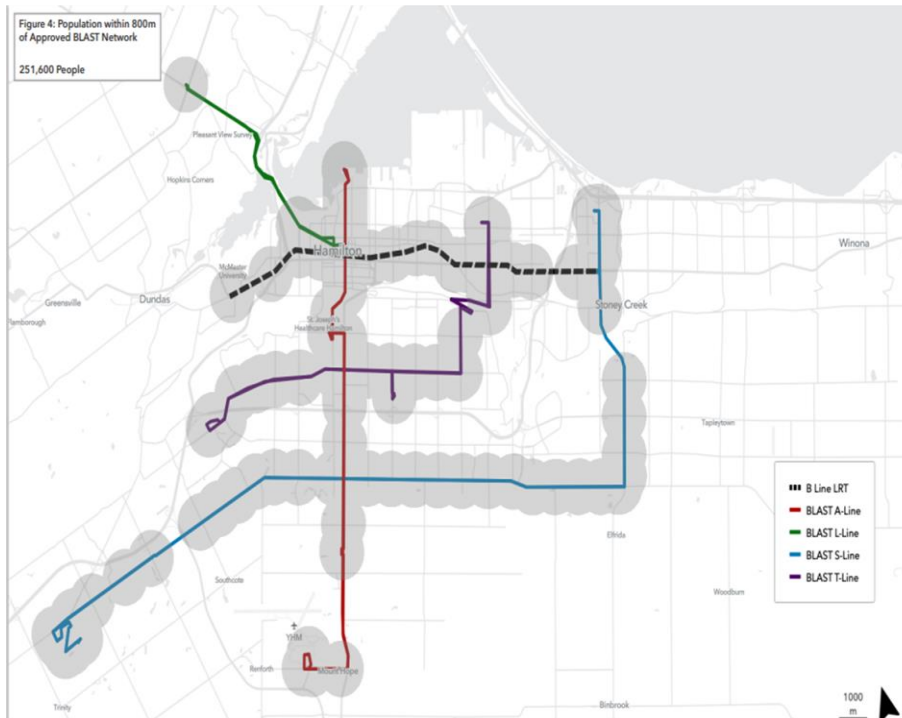 Figure 4: Population within 800m
of Approved BLAST Network
251,600 People
Pleasant View Survey
Hopkins Corners
Hamilton
Winona
McMaster
University
Greensville
Dundas
Stoney Creek
St Joseph's
Healthcare Hamilton
Tapleytown
B Line LRT
BLAST A-Line
BLAST L-Line
BLAST S-Line
BLAST T-Line
Elfrida
Southcote
Woodburn
YHM
Renforth
Mount Hope
Trinity
Binbrook
1000
m